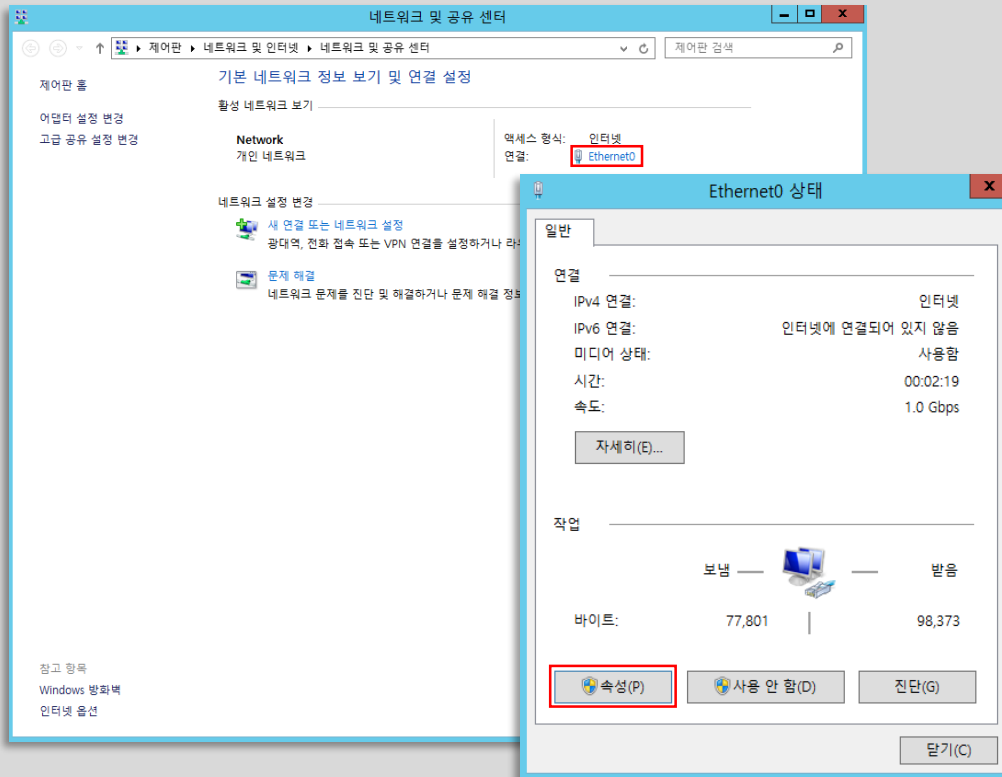 네트워크 및 공유 센터
제어판 네트워크 및 인터넷 네트워크 및 공유 센터
제어판 검색
제어판 홈
어댑터 설정 변경
고급 공유 설정 변경
기본 네트워크 정보 보기 및 연결 설정
활성 네트워크 보기
Network
개인 네트워크
액세스 형식: 인터넷
연결: Ethernet0
네트워크 설정 변경
새 연결 또는 네트워크 설정
광대역, 전화 접속 또는 VPN 연결을 설정하거나
문제 해결
네트워크 문제를 진단 및 해결하거나 문제 해결
참고 항목
Windows 방화벽
인터넷 옵션
Ethernet0 상태
일반
연결
IPv4 연결: 인터넷
IPv6 연결: 인터넷에 연결되어 있지 않음
미디어 상태: 사용함
시간: 00:02:19
속도: 1.0 Gbps
자세히(E)...
작업
보냄 받음
바이트: 77,801 98,373
속성(P) 사용 안 함(D) 진단(G)
닫기(C)